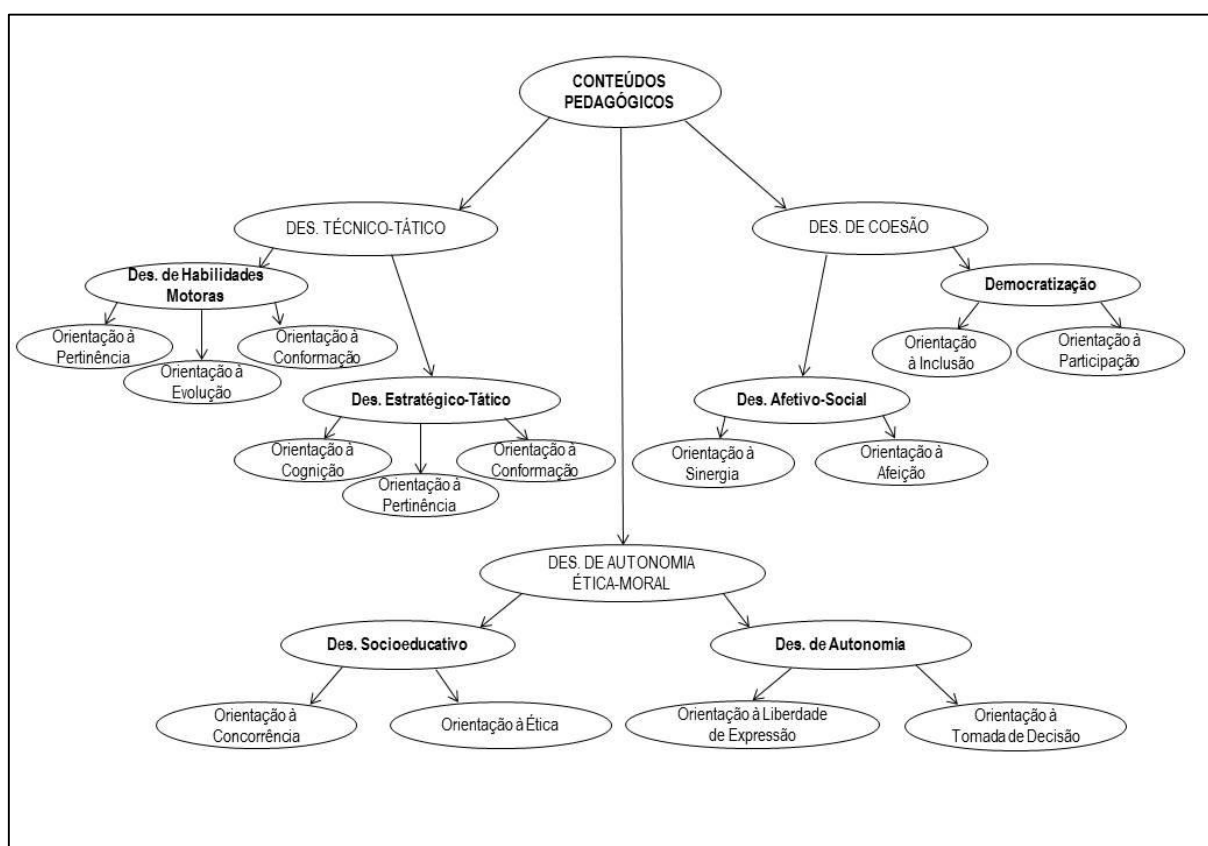 CONTEÚDOS
PEDAGÓGICOS
DES. TÉCNICO-TÁTICO
DES. DE COESÃO
Des. de Habilidades
Motoras
Democratização
Orientação à
Pertinência
Orientação à
Evolução
Orientação à
Conformação
Orientação
à Inclusão
Orientação à
Participação
Des. Estratégico-Tático
Des. Afetivo-Social
Orientação à
Cognição
Orientação à
Pertinência
Orientação à
Conformação
Orientação à
Sinergia
Orientação à
Afeição
DES. DE AUTONOMIA
ÉTICA-MORAL
Des. Socioeducativo
Des. de Autonomia
Orientação à
Concorrência
Orientação à Ética
Orientação à Liberdade
de Expressão
Orientação à
Tomada de Decisão